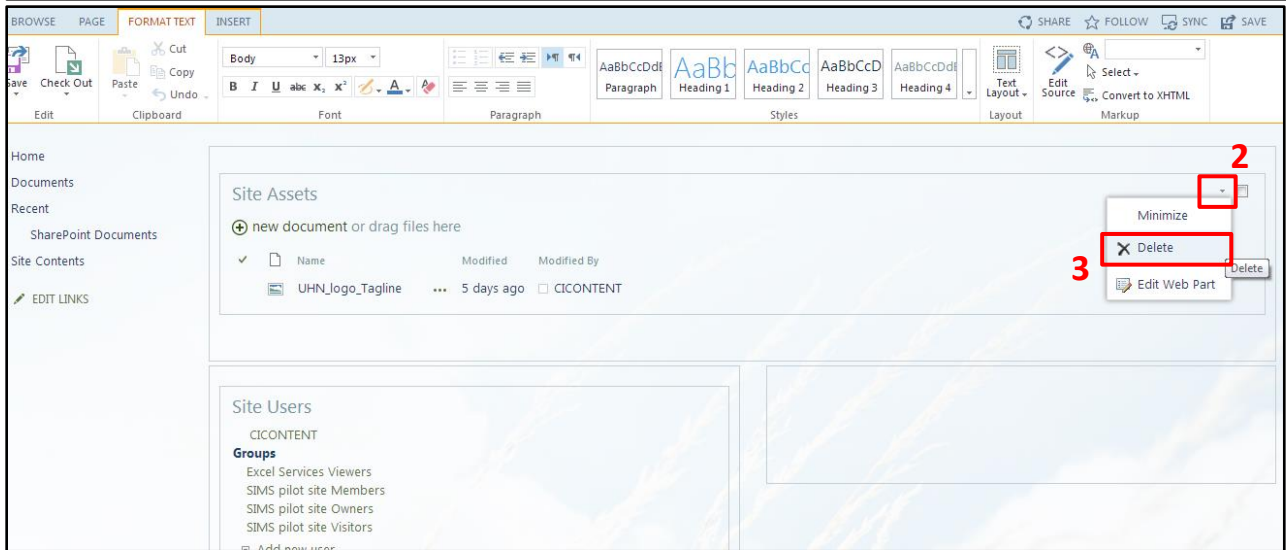 BROWSE PAGE FORMAT TEXT INSERT SHARE FOLLOW SYNC SAVE
Save
Check Out
Edit
Paste
Cut
Copy
Undo
Clipboard
Body 13px
B I U abc x, x²
Font
Paragraph
AaBbCcDdE AaBb AaBbCc AaBbCcD AaBbCcDdE
Paragraph Heading 1 Heading 2 Heading 3 Heading 4
Styles
Text
Layout
Layout
Edit
Source
Select
Convert to XHTML
Markup
Home
Documents
Recent
SharePoint Documents
Site Contents
EDIT LINKS
2
Site Assets
new document or drag files here
Name Modified Modified By
UHN_logo_Tagline ... 5 days ago CICONTENT
Minimize
3
Delete
Delete
Edit Web Part
Site Users
CICONTENT
Groups
Excel Services Viewers
SIMS pilot site Members
SIMS pilot site Owners
SIMS pilot site Visitors
Add new user